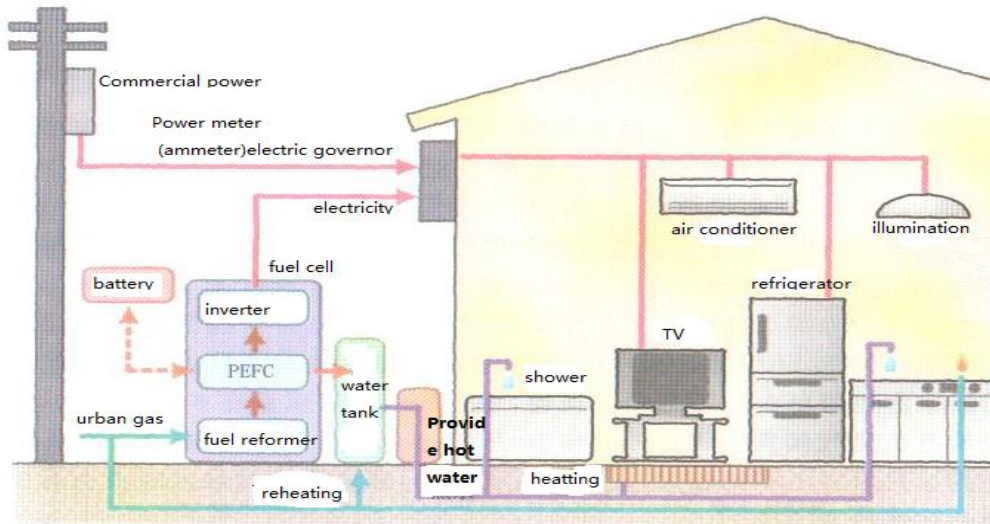 Commercial power
Power meter
(ammeter)electric governor
electricity
air conditioner
illumination
fuel cell
battery
inverter
refrigerator
PEFC
TV
water
tank
shower
urban gas
fuel reformer
Provid
e hot
water
reheating
heatting